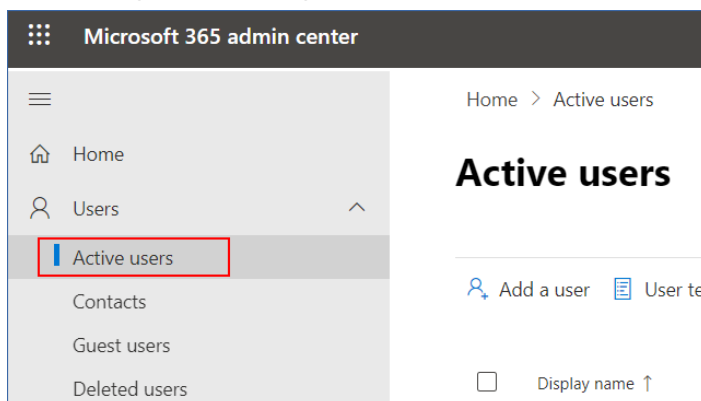 Microsoft 365 admin center
Home > Active users
Home
Active users
Users
Active users
Add a user User te
Contacts
Guest users
Deleted users
Display name ↑